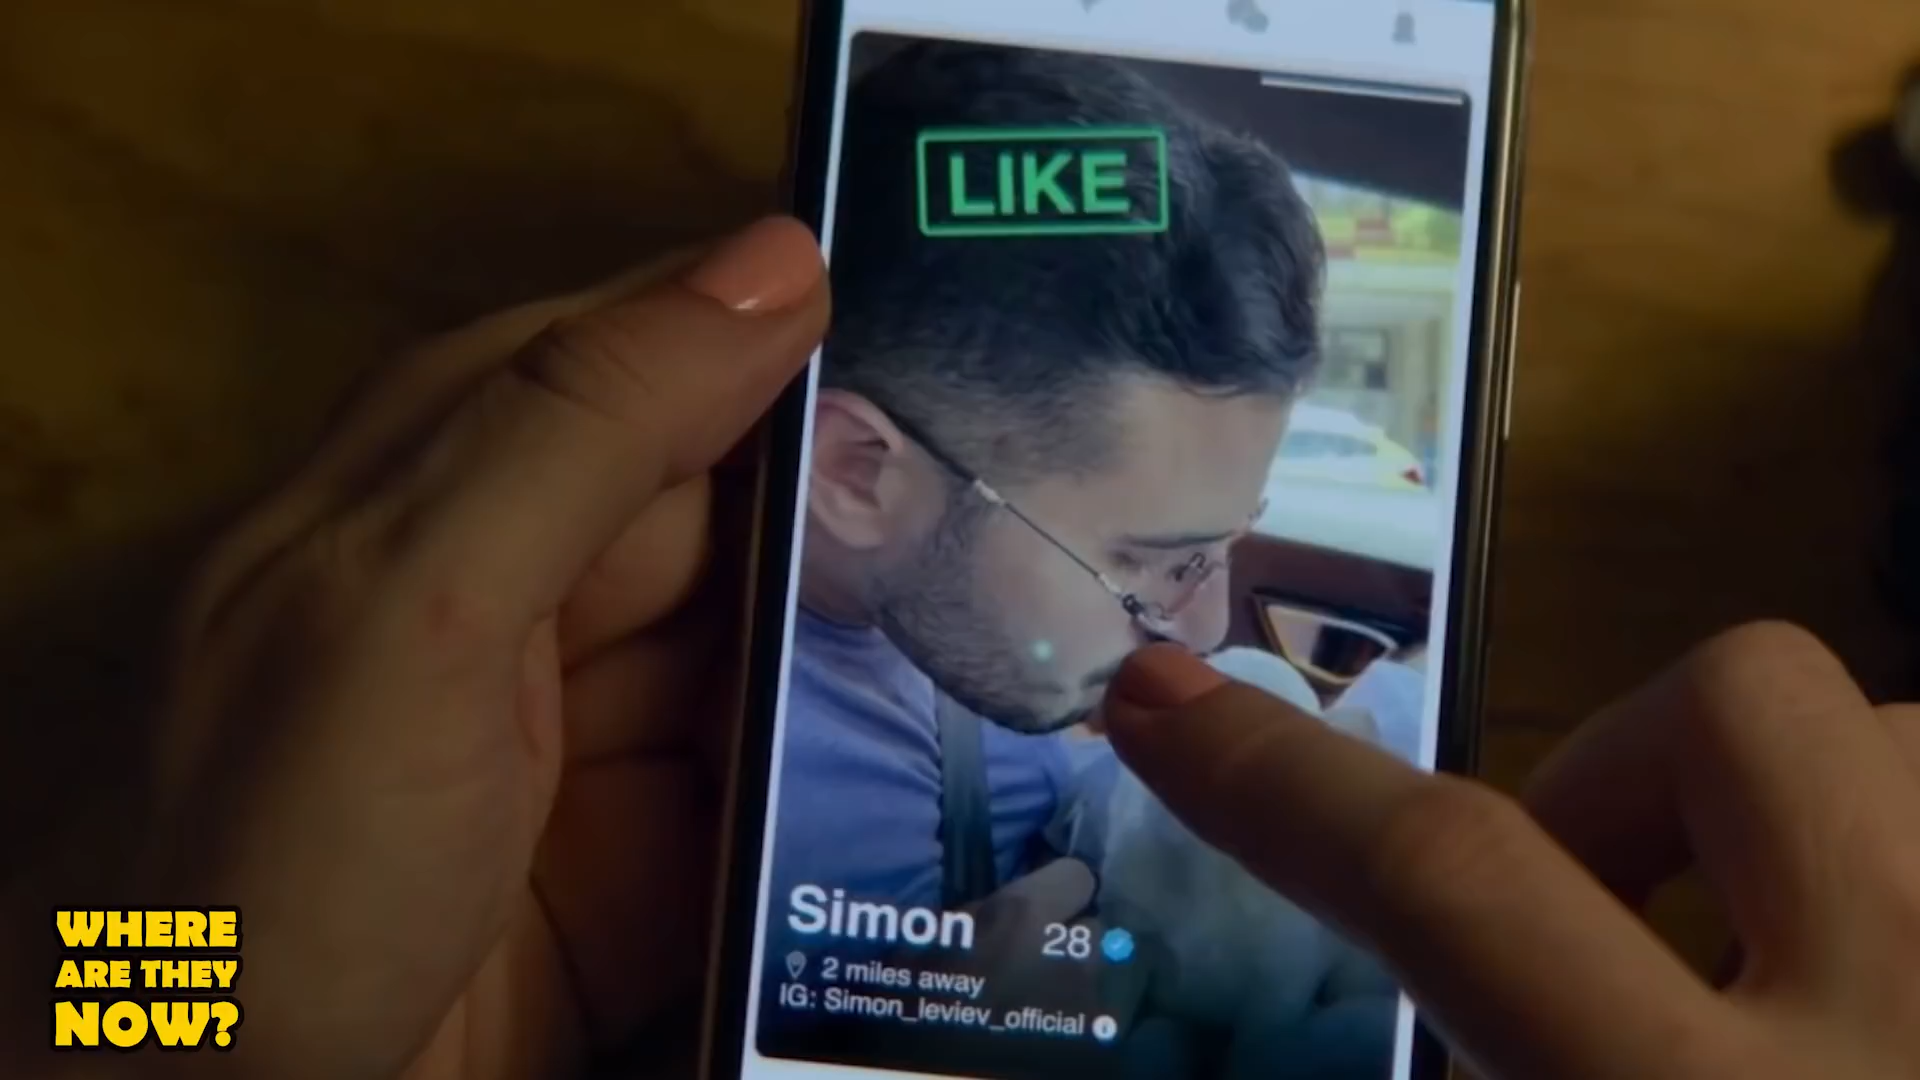 LIKE
Simon 28
2 miles away
IG: Simon_leviev_official
WHERE
ARE THEY
NOW?